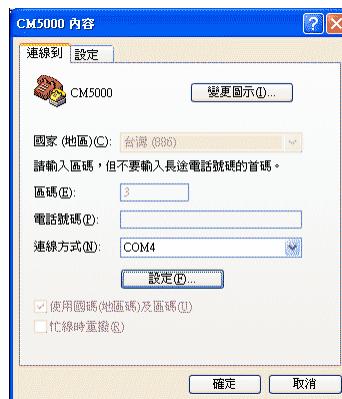 CM5000 內容
連線到 設定
CM5000 變更圖示(I)...
國家 (地區)(C): 台灣 (886)
請輸入區碼，但不要輸入長途電話號碼的首碼。
區碼(E): 3
電話號碼(P):
連線方式(N): COM4
設定(F)...
使用國碼(地區碼)及區碼(U)
忙線時重撥(R)
確定 取消